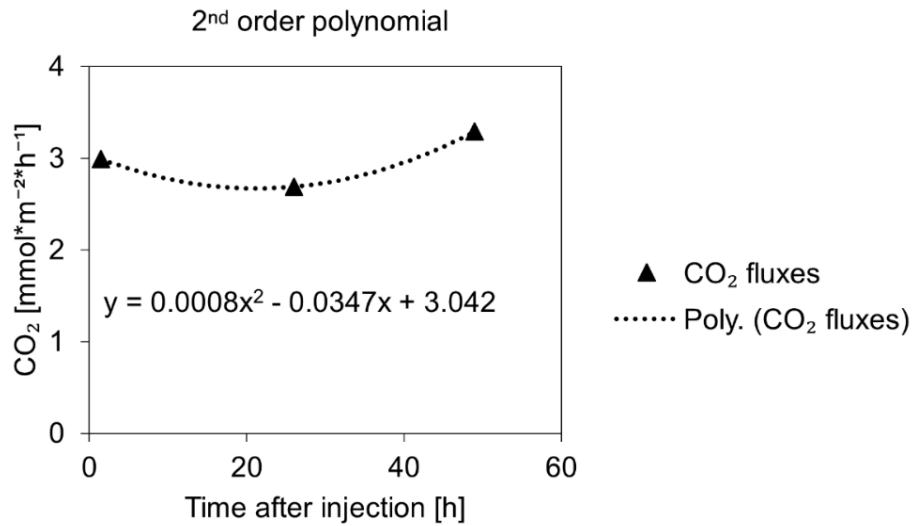 2ⁿᵈ order polynomial
4
3
2
1
0
CO₂ [mmol*m⁻²*h⁻¹]
y = 0.0008x² - 0.0347x + 3.042
0 20 40 60
Time after injection [h]
CO₂ fluxes
Poly. (CO₂ fluxes)